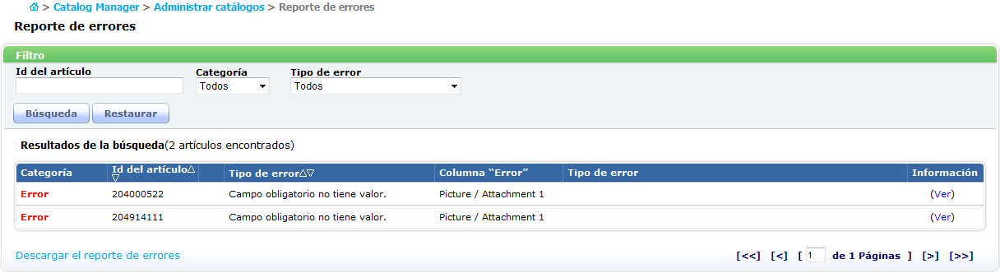 > Catalog Manager > Administrar catálogos > Reporte de errores
Reporte de errores
Filtro
Id del artículo Categoría Tipo de error
Todos Todos
Búsqueda Restaurar
Resultados de la búsqueda(2 artículos encontrados)
Categoría Id del artículo△▽ Tipo de error△▽ Columna “Error” Tipo de error Información
Error 204000522 Campo obligatorio no tiene valor. Picture / Attachment 1 (Ver)
Error 204914111 Campo obligatorio no tiene valor. Picture / Attachment 1 (Ver)
Descargar el reporte de errores [<<] [<] [ 1 de 1 Páginas ] [>] [>>]